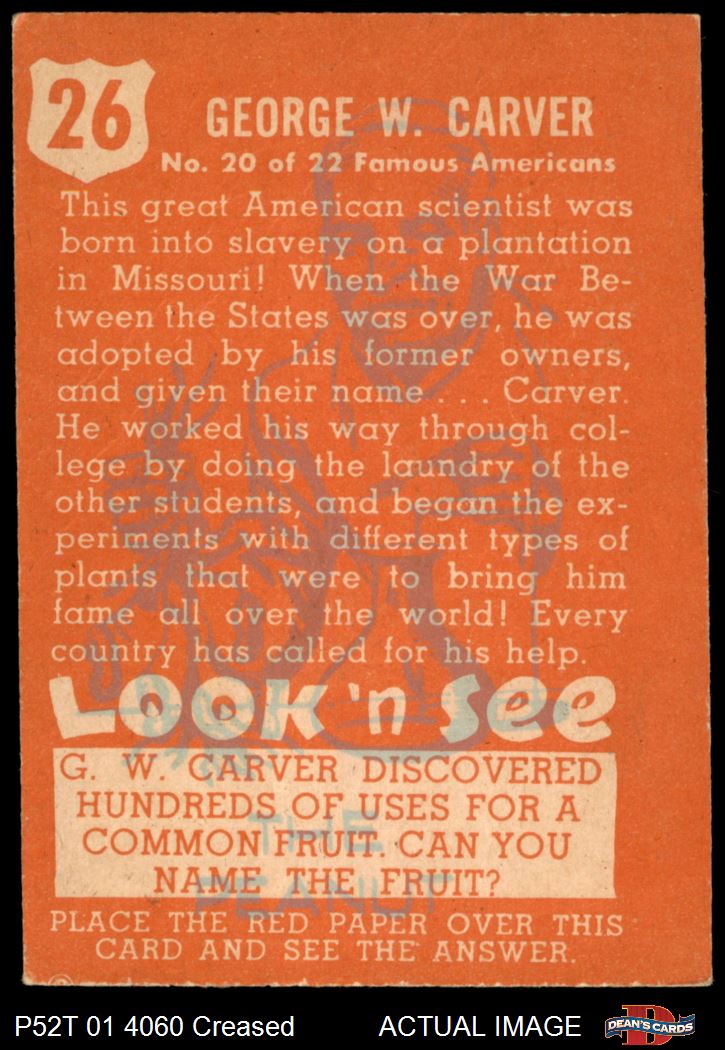 26
GEORGE W. CARVER
No. 20 of 22 Famous Americans
This great American scientist was
born into slavery on a plantation
in Missouri! When the War Be-
tween the States was over, he was
adopted by his former owners,
and given their name . . . Carver.
He worked his way through col-
lege by doing the laundry of the
other students, and began the ex-
periments with different types of
plants that were to bring him
fame all over the world! Every
country has called for his help.
LOOK 'n SEE
G. W. CARVER DISCOVERED
HUNDREDS OF USES FOR A
COMMON FRUIT. CAN YOU
NAME THE FRUIT?
THE
PEANUT
PLACE THE RED PAPER OVER THIS
CARD AND SEE THE ANSWER.
P52T 01 4060 Creased
ACTUAL IMAGE
D
DEAN'S CARDS